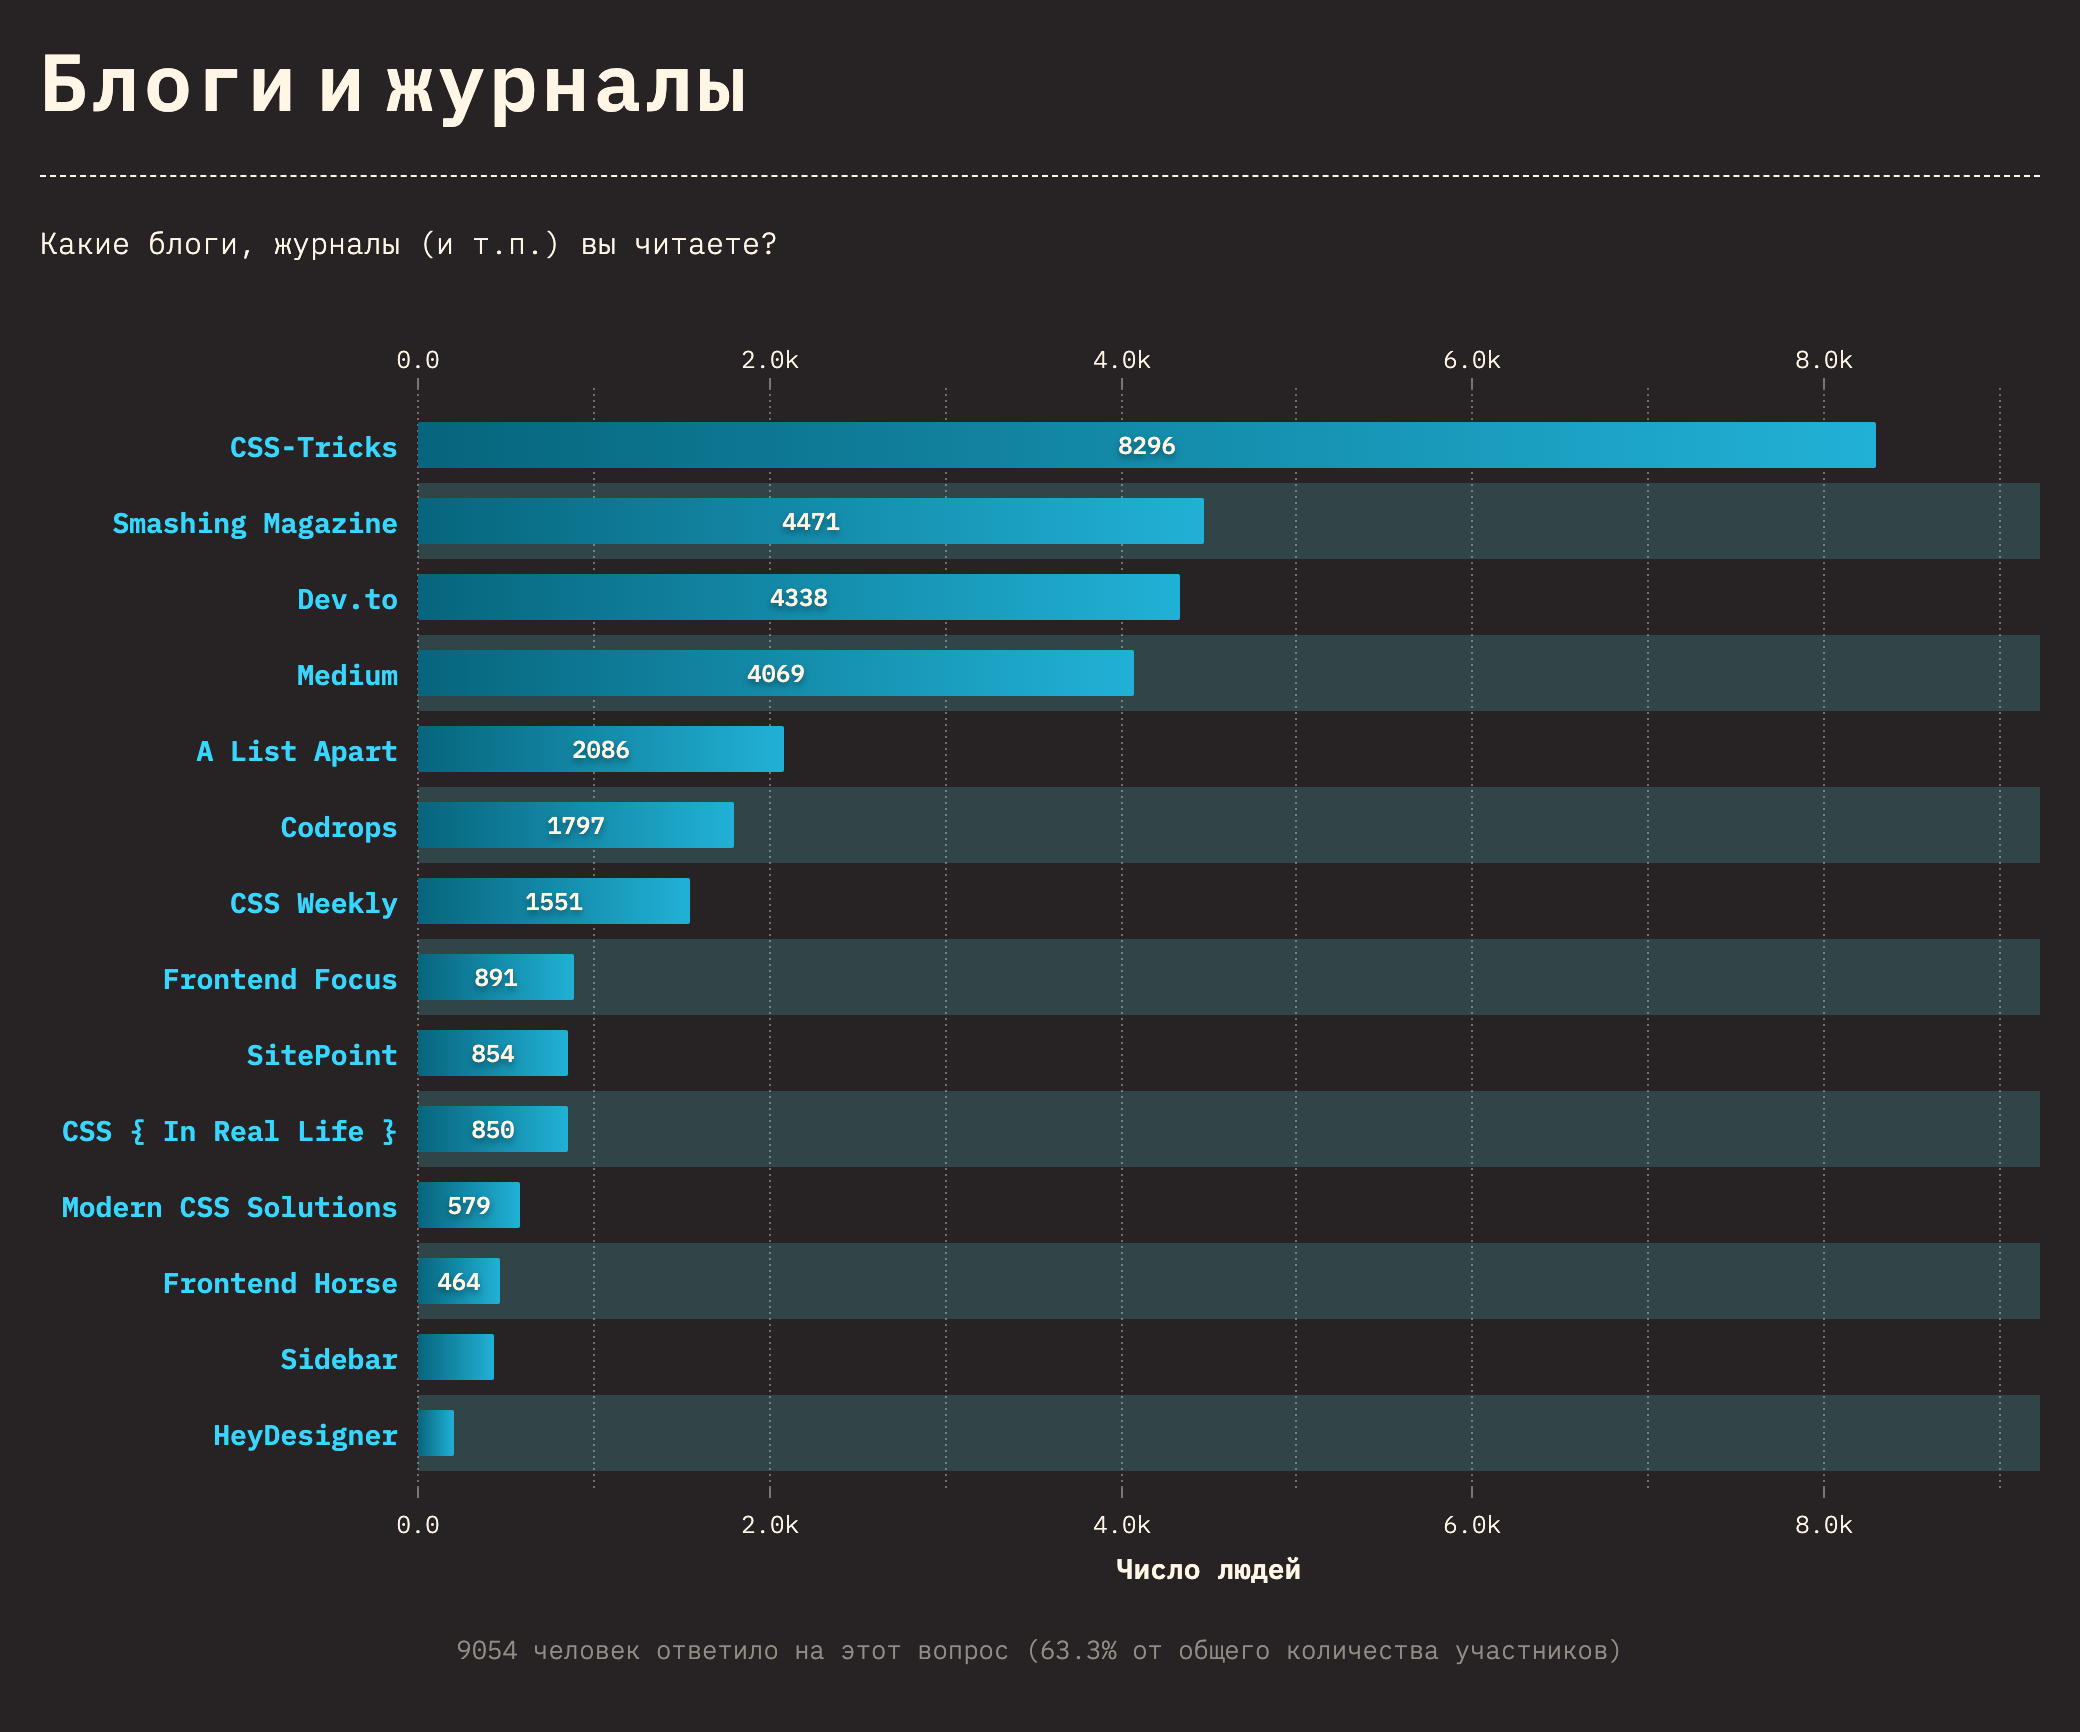 Блоги и журналы
Какие блоги, журналы (и т.п.) вы читаете?
0.0 2.0k 4.0k 6.0k 8.0k
CSS-Tricks 8296
Smashing Magazine 4471
Dev.to 4338
Medium 4069
A List Apart 2086
Codrops 1797
CSS Weekly 1551
Frontend Focus 891
SitePoint 854
CSS { In Real Life } 850
Modern CSS Solutions 579
Frontend Horse 464
Sidebar
HeyDesigner
0.0 2.0k 4.0k 6.0k 8.0k
Число людей
9054 человек ответило на этот вопрос (63.3% от общего количества участников)